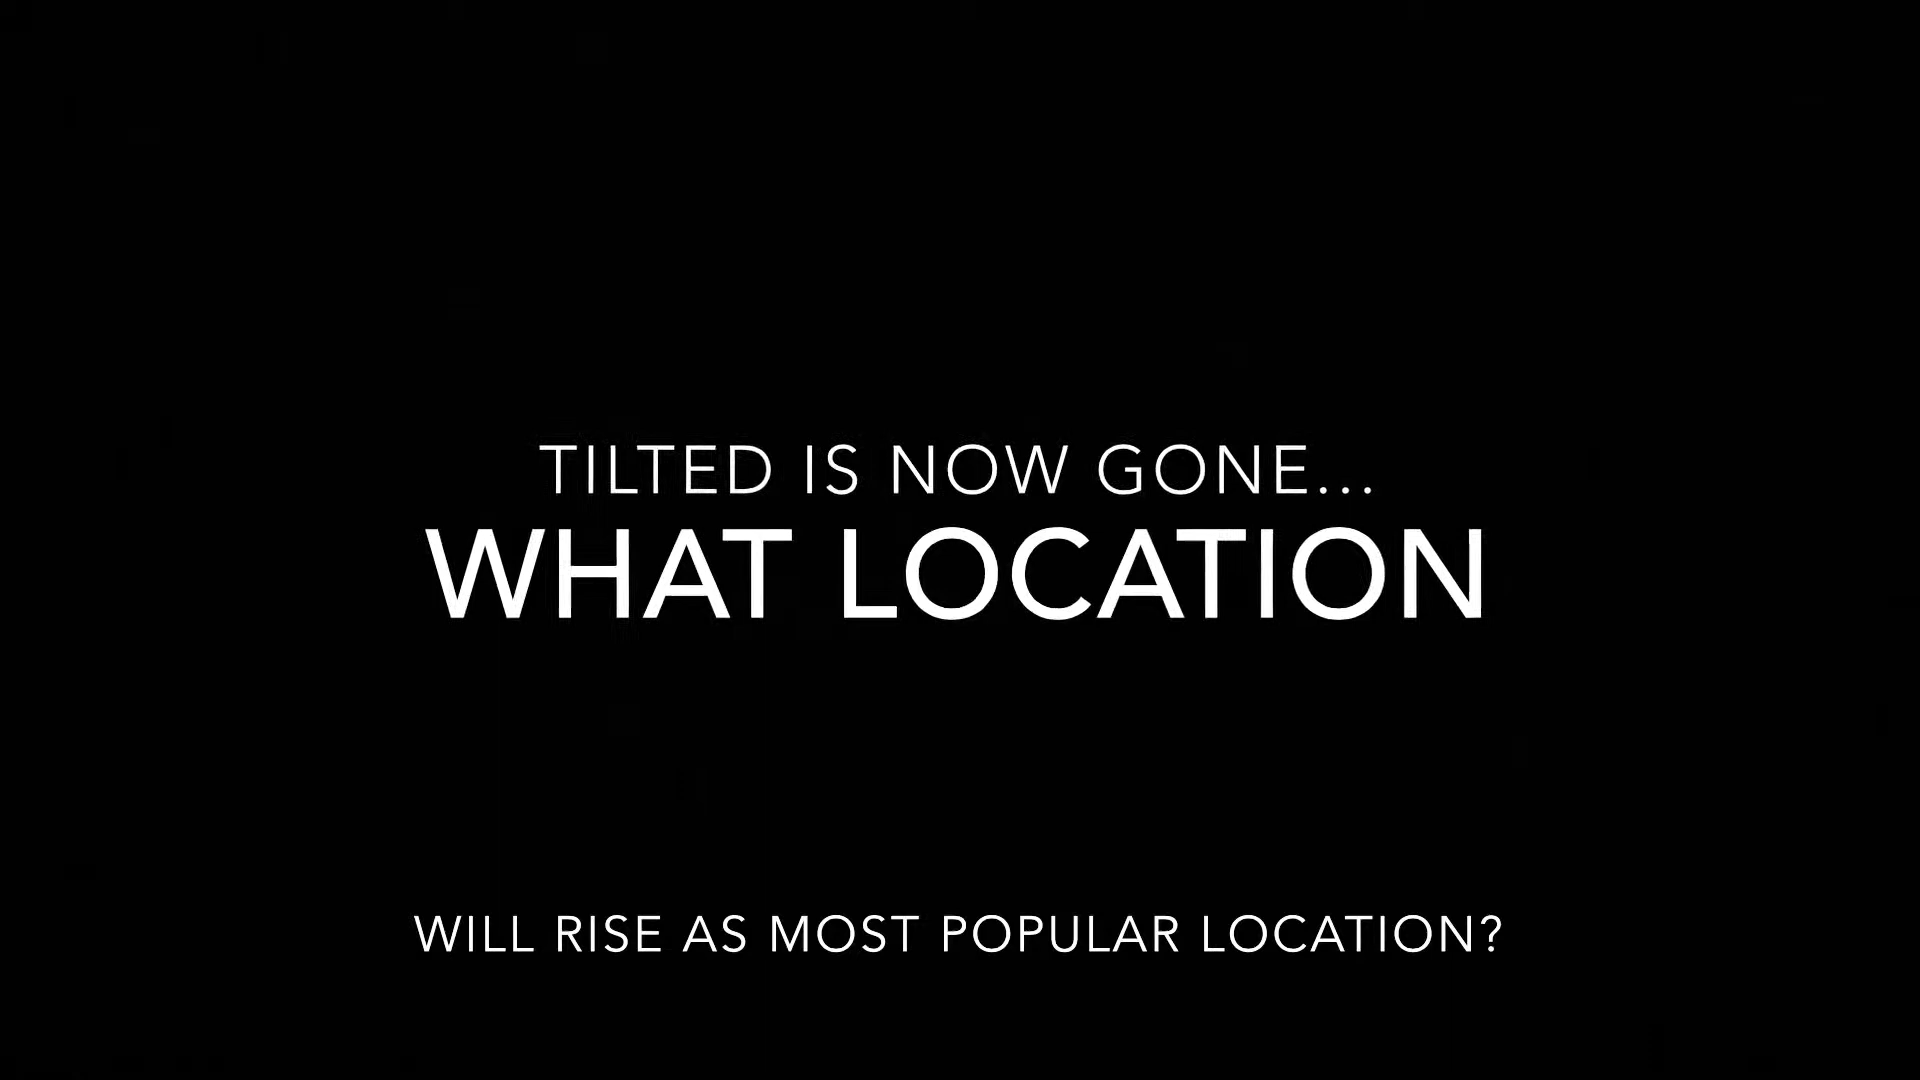 TILTED IS NOW GONE...
WHAT LOCATION
WILL RISE AS MOST POPULAR LOCATION?